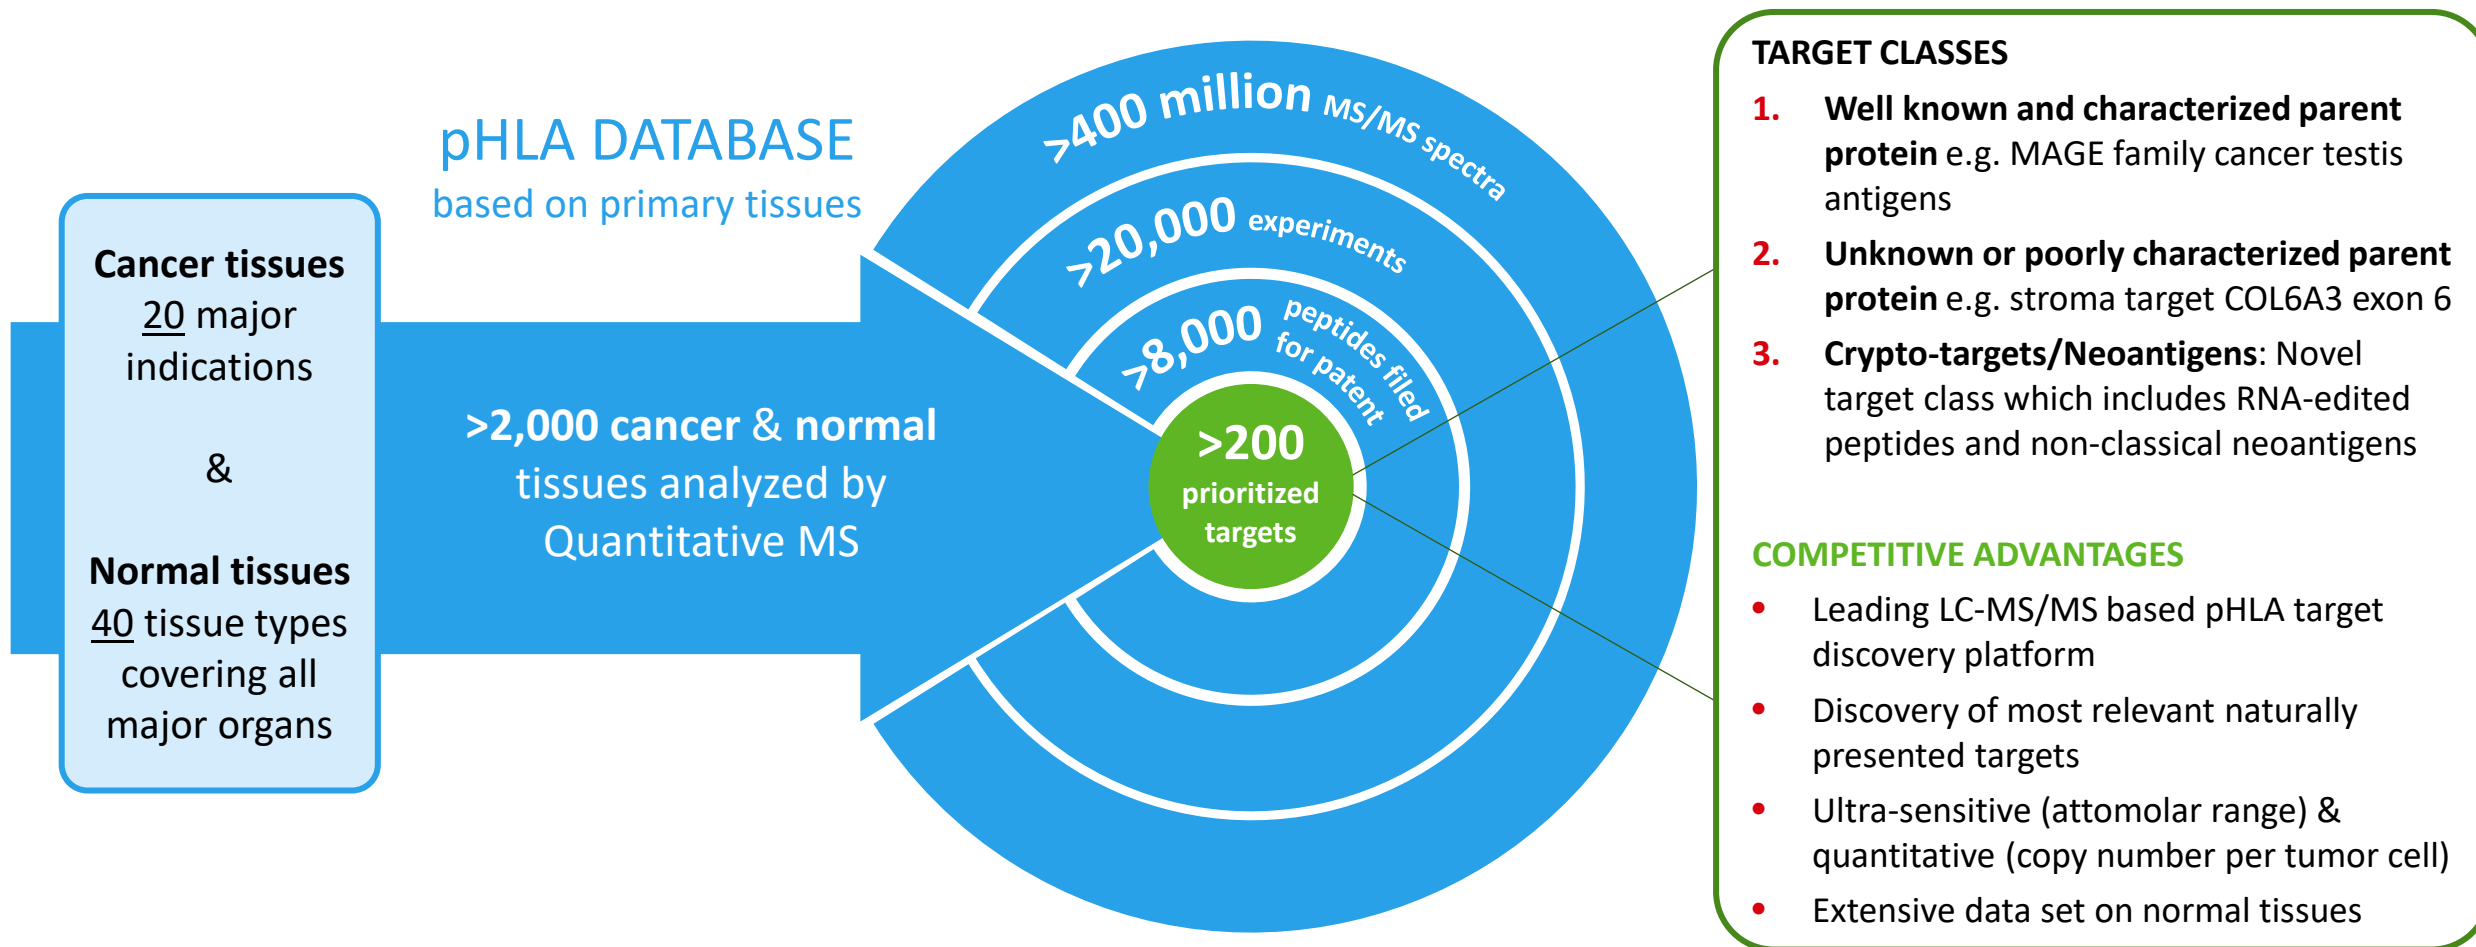 pHLA DATABASE
based on primary tissues
Cancer tissues
20 major
indications
&
Normal tissues
40 tissue types
covering all
major organs
>2,000 cancer & normal
tissues analyzed by
Quantitative MS
>400 million MS/MS spectra
>20,000 experiments
>8,000 peptides filed
for patent
>200
prioritized
targets
TARGET CLASSES
1. Well known and characterized parent
protein e.g. MAGE family cancer testis
antigens
2. Unknown or poorly characterized parent
protein e.g. stroma target COL6A3 exon 6
3. Crypto-targets/Neoantigens: Novel
target class which includes RNA-edited
peptides and non-classical neoantigens
COMPETITIVE ADVANTAGES
• Leading LC-MS/MS based pHLA target
discovery platform
• Discovery of most relevant naturally
presented targets
• Ultra-sensitive (attomolar range) &
quantitative (copy number per tumor cell)
• Extensive data set on normal tissues